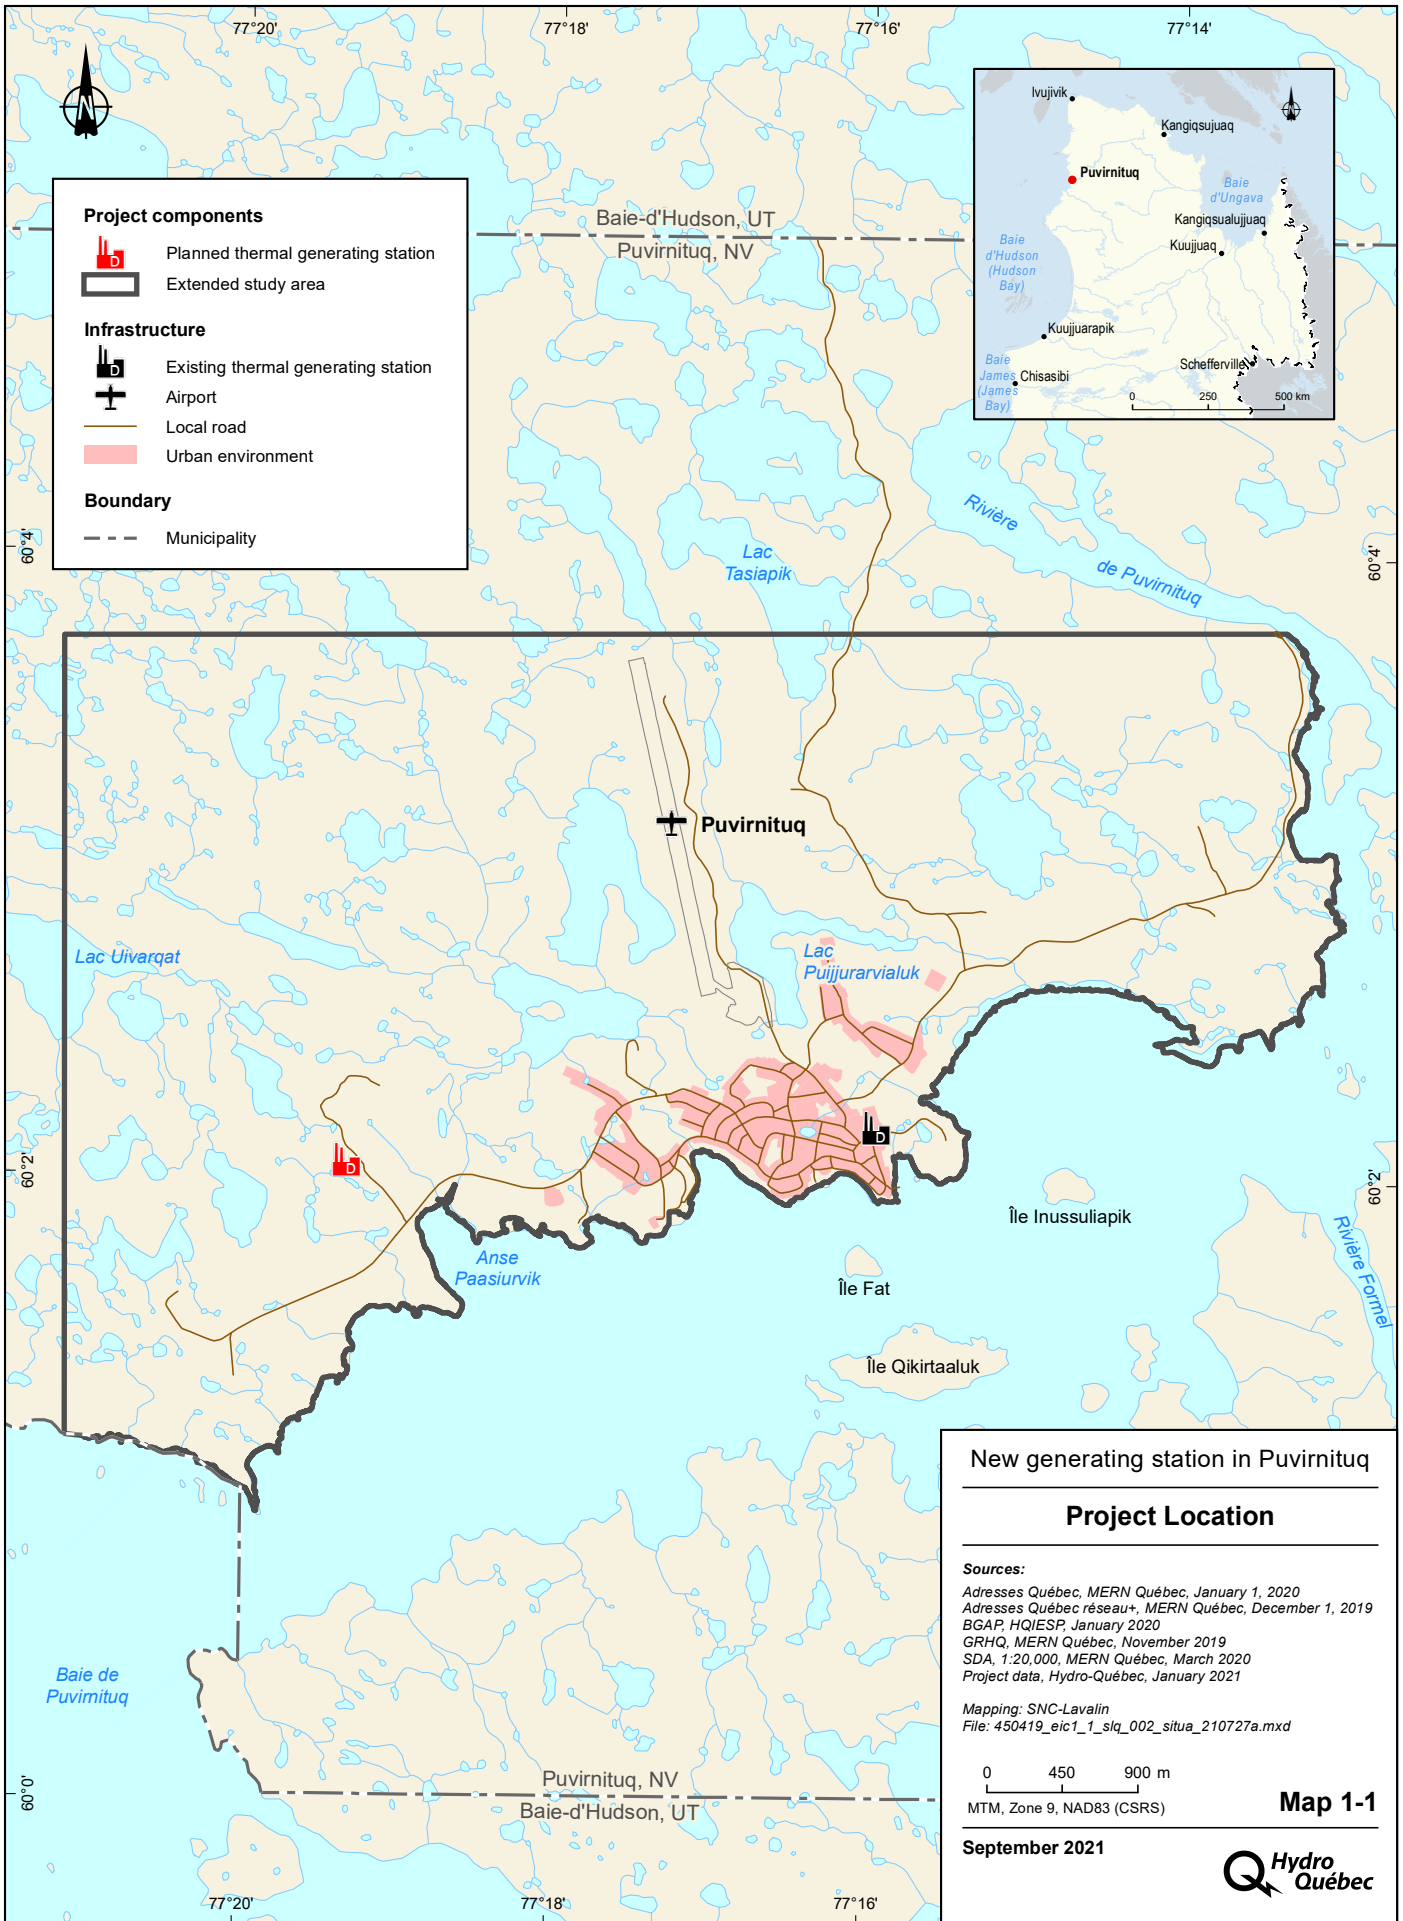 77°20'
77°18'
77°16'
77°14'
N
Ivujivik
Kangiqsujuaq
Puvirnituq
Baie
d'Ungava
Kangiqsualujjuaq
Kuujjuaq
Baie
d'Hudson
(Hudson
Bay)
Kuujjuarapik
Baie
James
(James
Bay)
Chisasibi
Schefferville
0 250 500 km
Project components
D
Planned thermal generating station
Extended study area
Infrastructure
D
Existing thermal generating station
Airport
Local road
Urban environment
Boundary
Municipality
Baie-d'Hudson, UT
Puvirnituq, NV
60°4'
60°4'
Rivière
de Puvirnituq
Lac
Tasiapik
Puvirnituq
Lac Uivarqat
Lac
Puijjurarvialuk
D
D
60°2'
60°2'
Île Inussuliapik
Rivière Formel
Anse
Paasiurvik
Île Fat
Île Qikirtaaluk
Baie de
Puvirnituq
60°0'
Puvirnituq, NV
Baie-d'Hudson, UT
77°20'
77°18'
77°16'
New generating station in Puvirnituq
Project Location
Sources:
Adresses Québec, MERN Québec, January 1, 2020
Adresses Québec réseau+, MERN Québec, December 1, 2019
BGAP, HQIESP, January 2020
GRHQ, MERN Québec, November 2019
SDA, 1:20,000, MERN Québec, March 2020
Project data, Hydro-Québec, January 2021
Mapping: SNC-Lavalin
File: 450419_eic1_1_slq_002_situa_210727a.mxd
0 450 900 m
MTM, Zone 9, NAD83 (CSRS)
Map 1-1
September 2021
Hydro
Québec